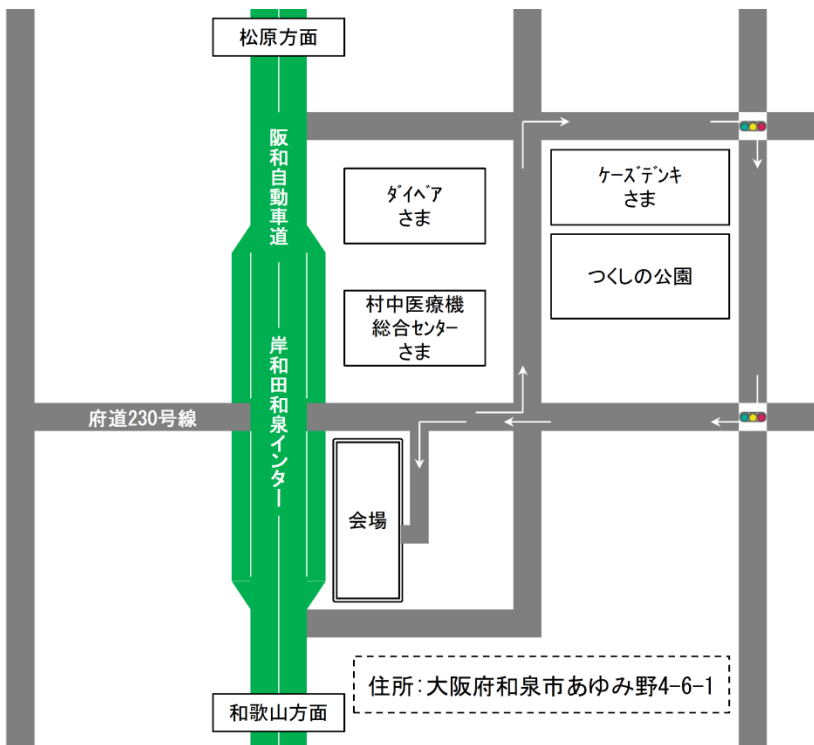 松原方面
阪和自動車道
ダイベア
さま
ケーズデンキ
さま
つくしの公園
村中医療機
総合センター
さま
岸和田和泉インター
府道230号線
会場
住所：大阪府和泉市あゆみ野4-6-1
和歌山方面